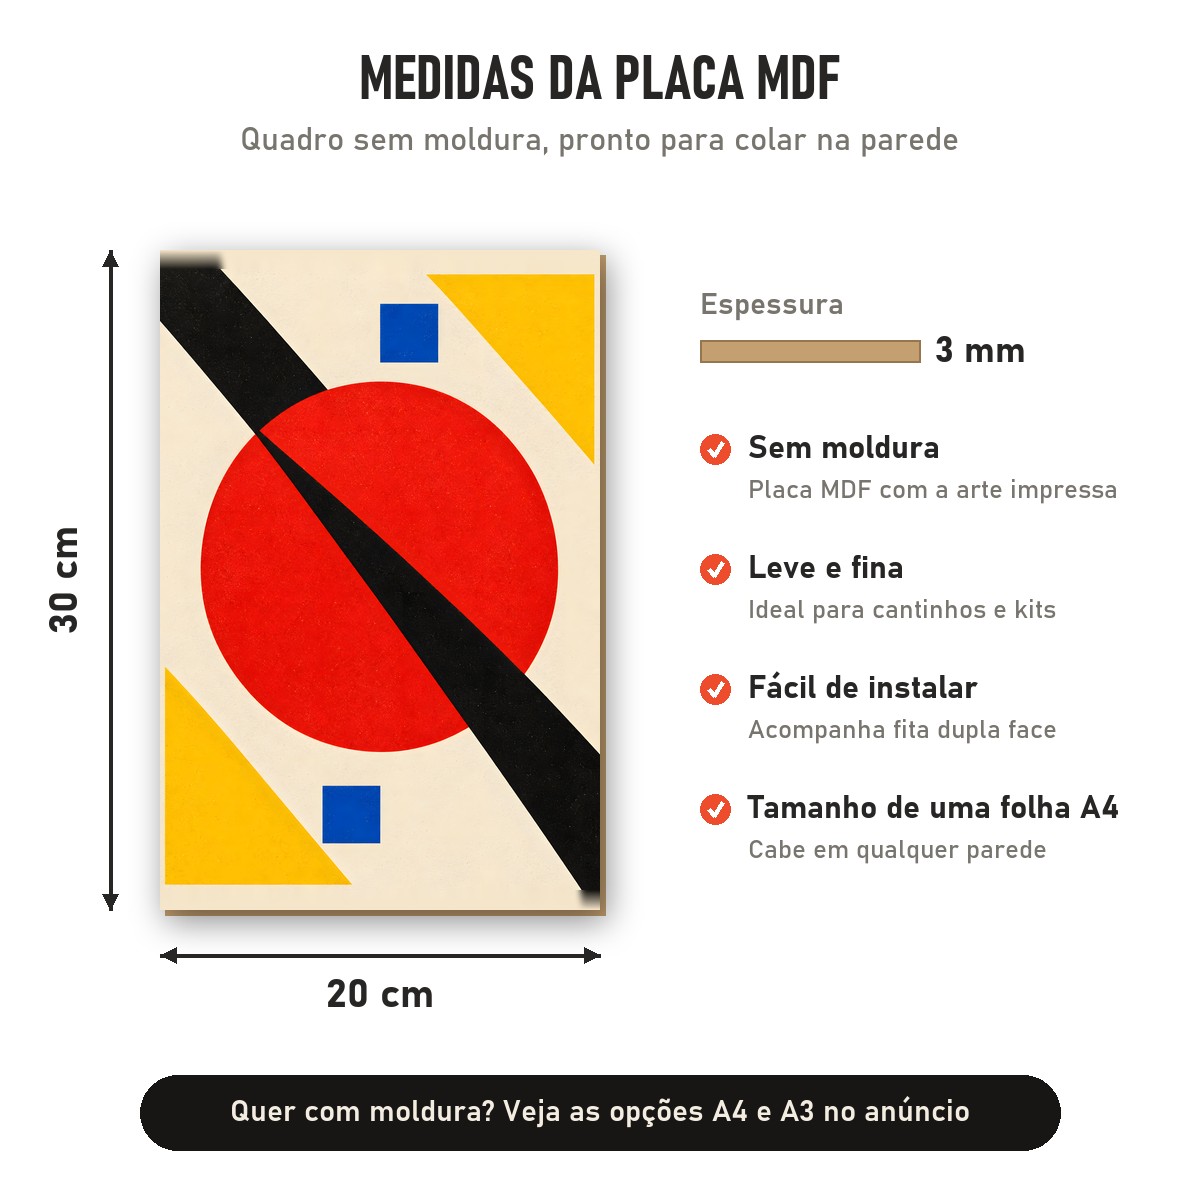 MEDIDAS DA PLACA MDF
Quadro sem moldura, pronto para colar na parede
30 cm
20 cm
Espessura
3 mm
Sem moldura
Placa MDF com a arte impressa
Leve e fina
Ideal para cantinhos e kits
Fácil de instalar
Acompanha fita dupla face
Tamanho de uma folha A4
Cabe em qualquer parede
Quer com moldura? Veja as opções A4 e A3 no anúncio